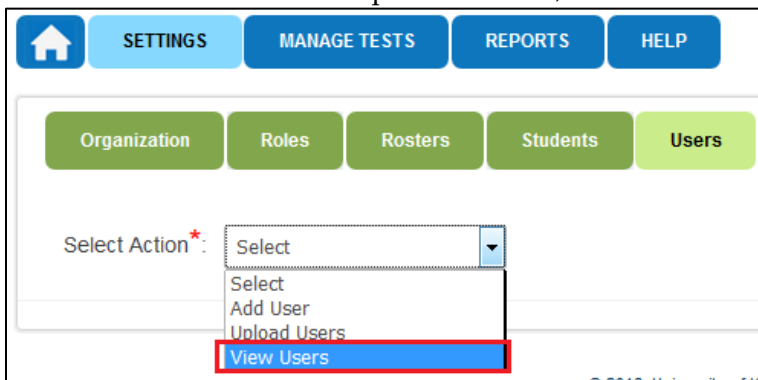 SETTINGS MANAGE TESTS REPORTS HELP
Organization Roles Rosters Students Users
Select Action*: Select
Select
Add User
Upload Users
View Users